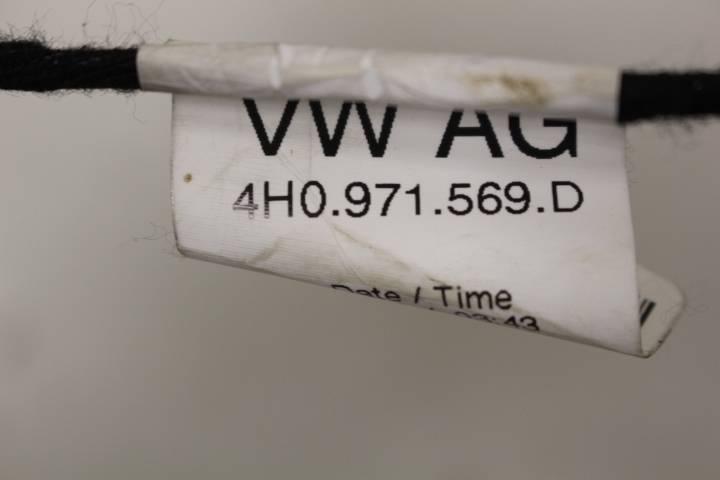 VW AG
4H0.971.569.D
Date / Time